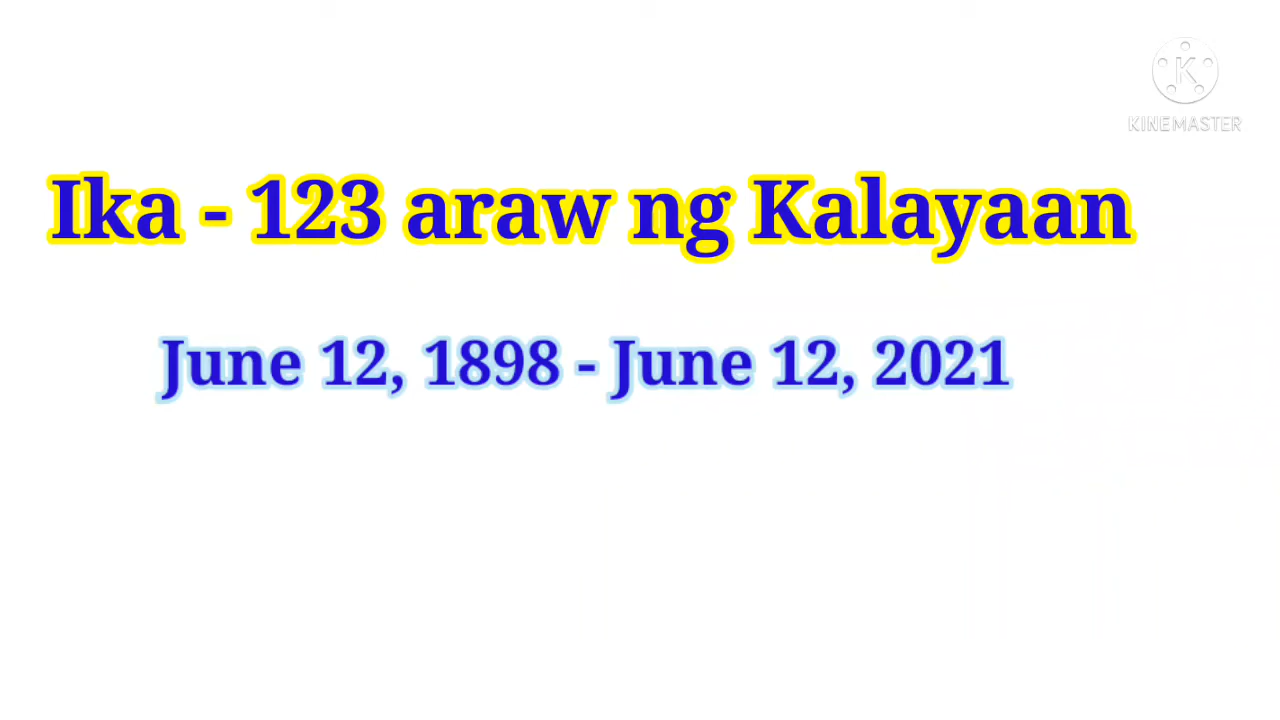 KINEMASTER
Ika - 123 araw ng Kalayaan
June 12, 1898 - June 12, 2021